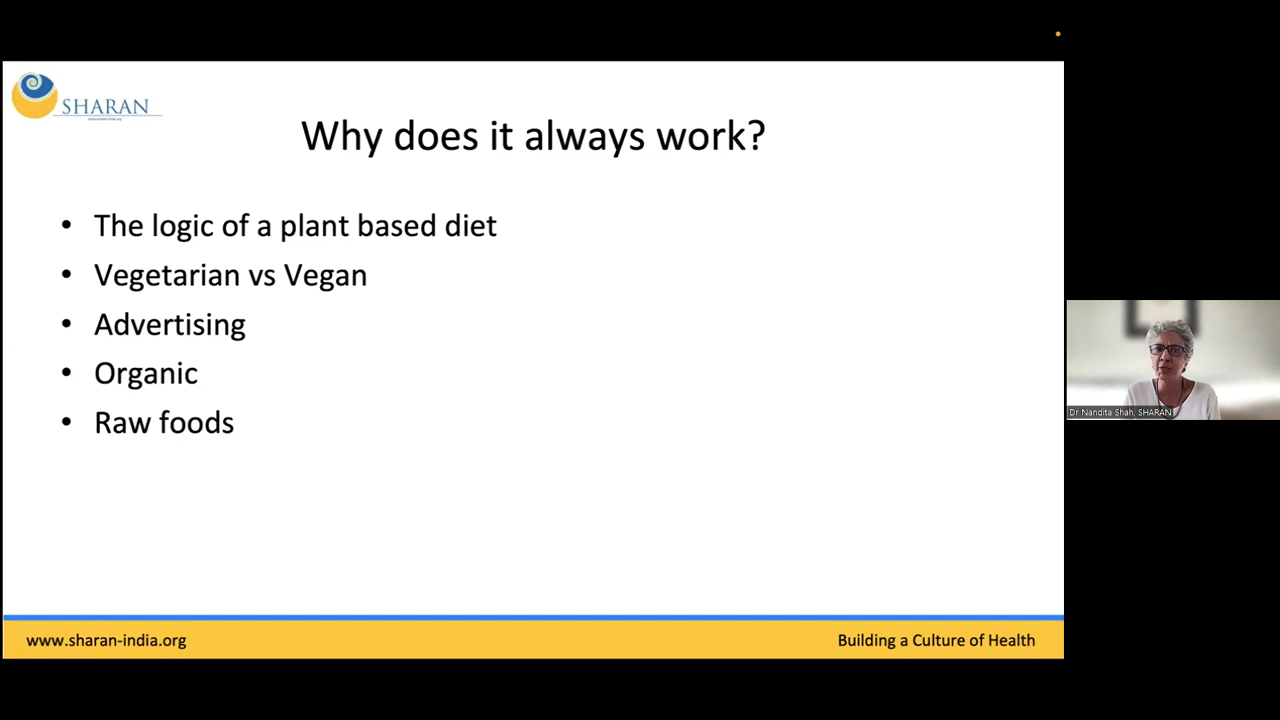 SHARAN
Why does it always work?
• The logic of a plant based diet
• Vegetarian vs Vegan
• Advertising
• Organic
• Raw foods
Dr Nandita Shah, SHARAN
www.sharan-india.org
Building a Culture of Health